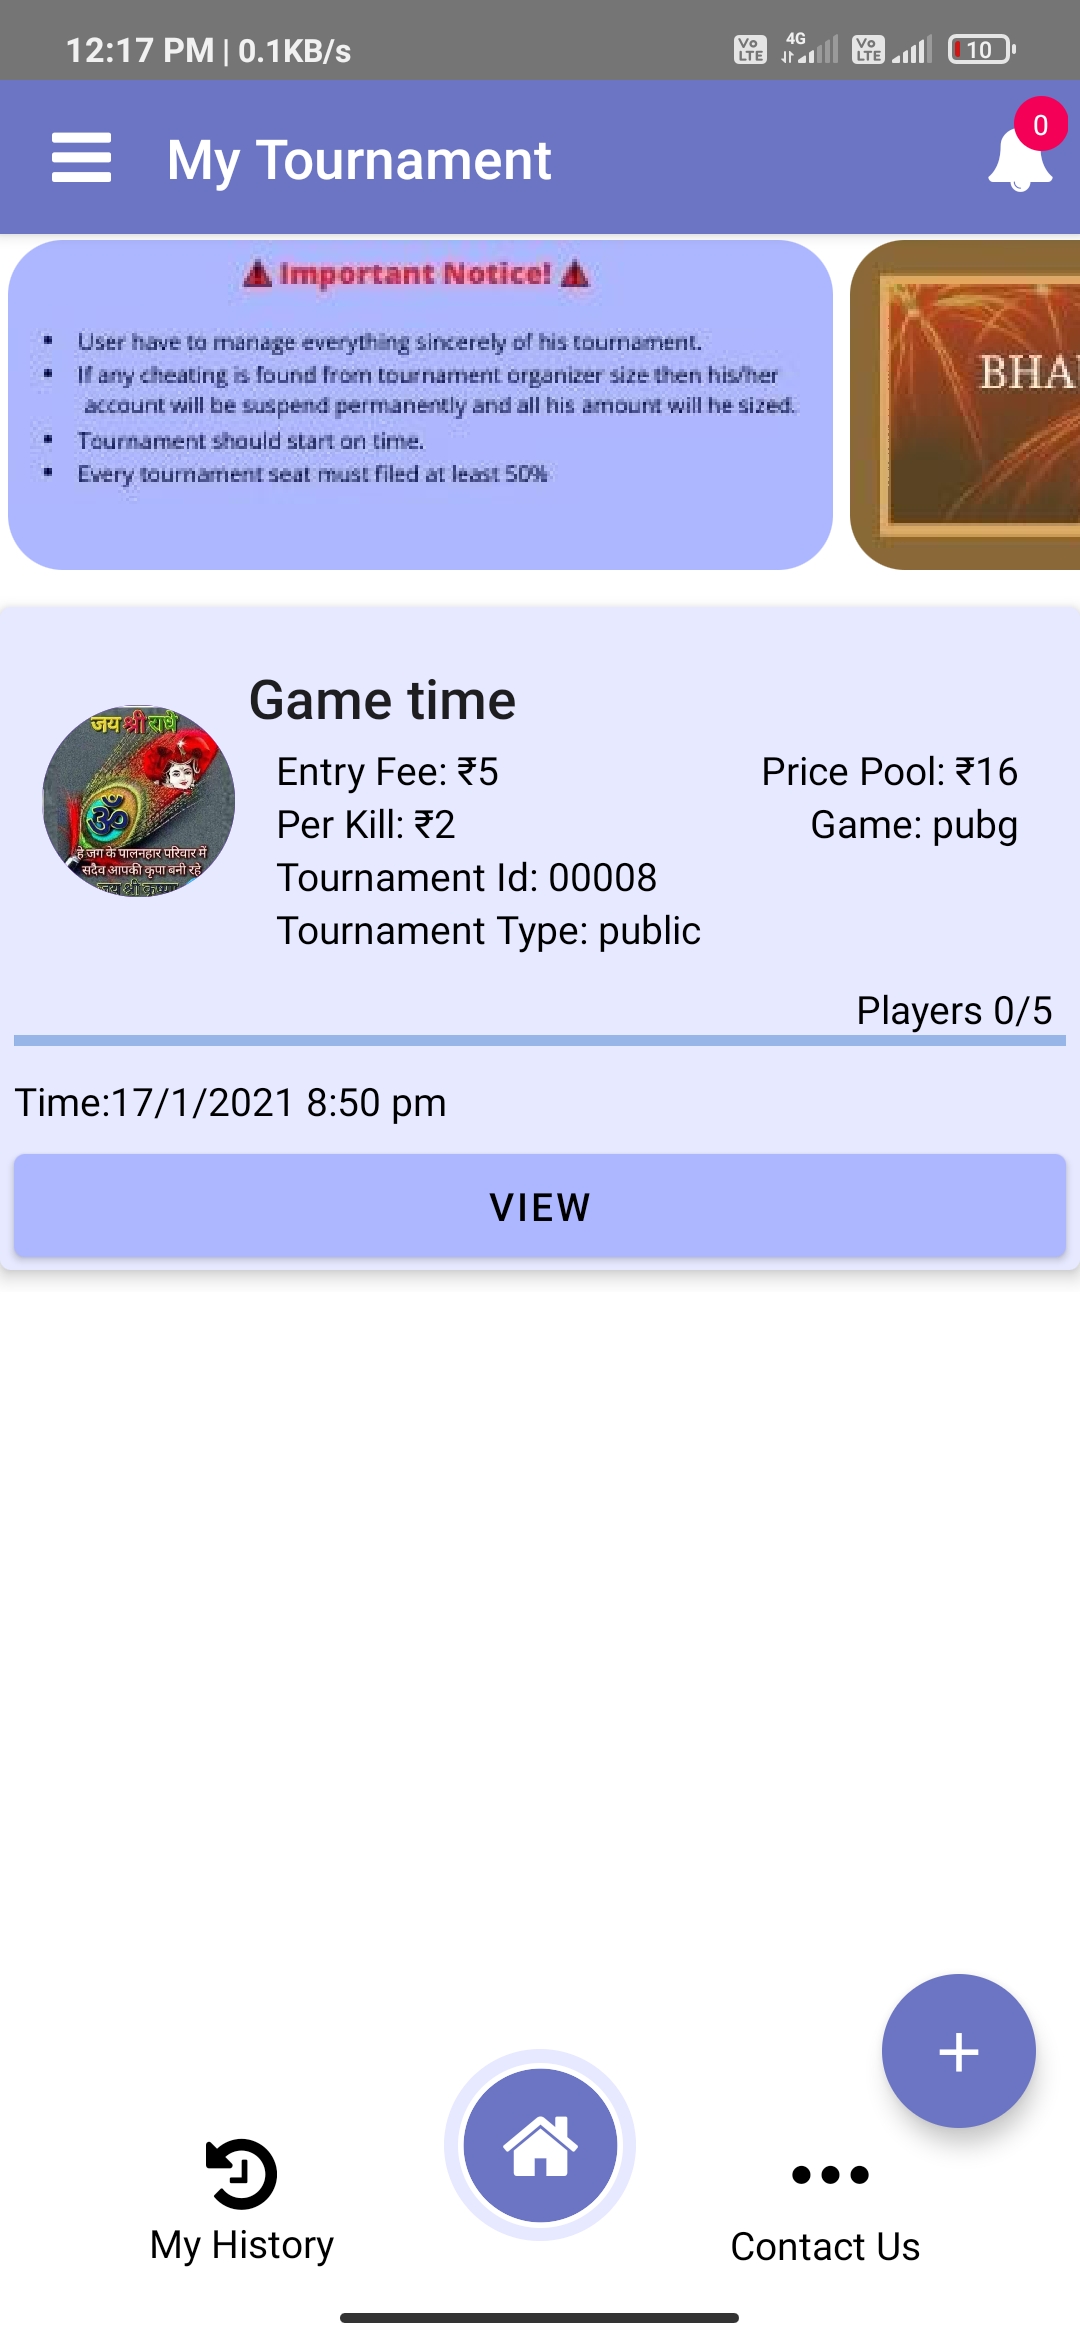 12:17 PM | 0.1KB/s
Vo LTE
4G
Vo LTE
10
My Tournament
0
Important Notice!
User have to manage everything sincerely of his tournament.
If any cheating is found from tournament organizer size then his/her
account will be suspend permanently and all his amount will he sized.
Tournament should start on time.
Every tournament seat must filed at least 50%
BHA
Game time
जय श्री राधे
हे जग के पालनहार परिवार में
सदैव आपकी कृपा बनी रहे
जय श्री कृष्णा
Entry Fee: ₹5
Price Pool: ₹16
Per Kill: ₹2
Game: pubg
Tournament Id: 00008
Tournament Type: public
Players 0/5
Time:17/1/2021 8:50 pm
VIEW
My History
Contact Us